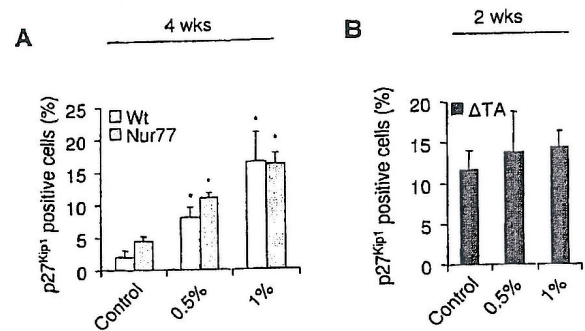 A
4 wks
p27Kip1 positive cells (%)
25
20
15
10
5
0
Wt
Nur77
Control
0.5%
1%
B
2 wks
p27Kip1 positive cells (%)
20
15
10
5
0
ΔTA
Control
0.5%
1%